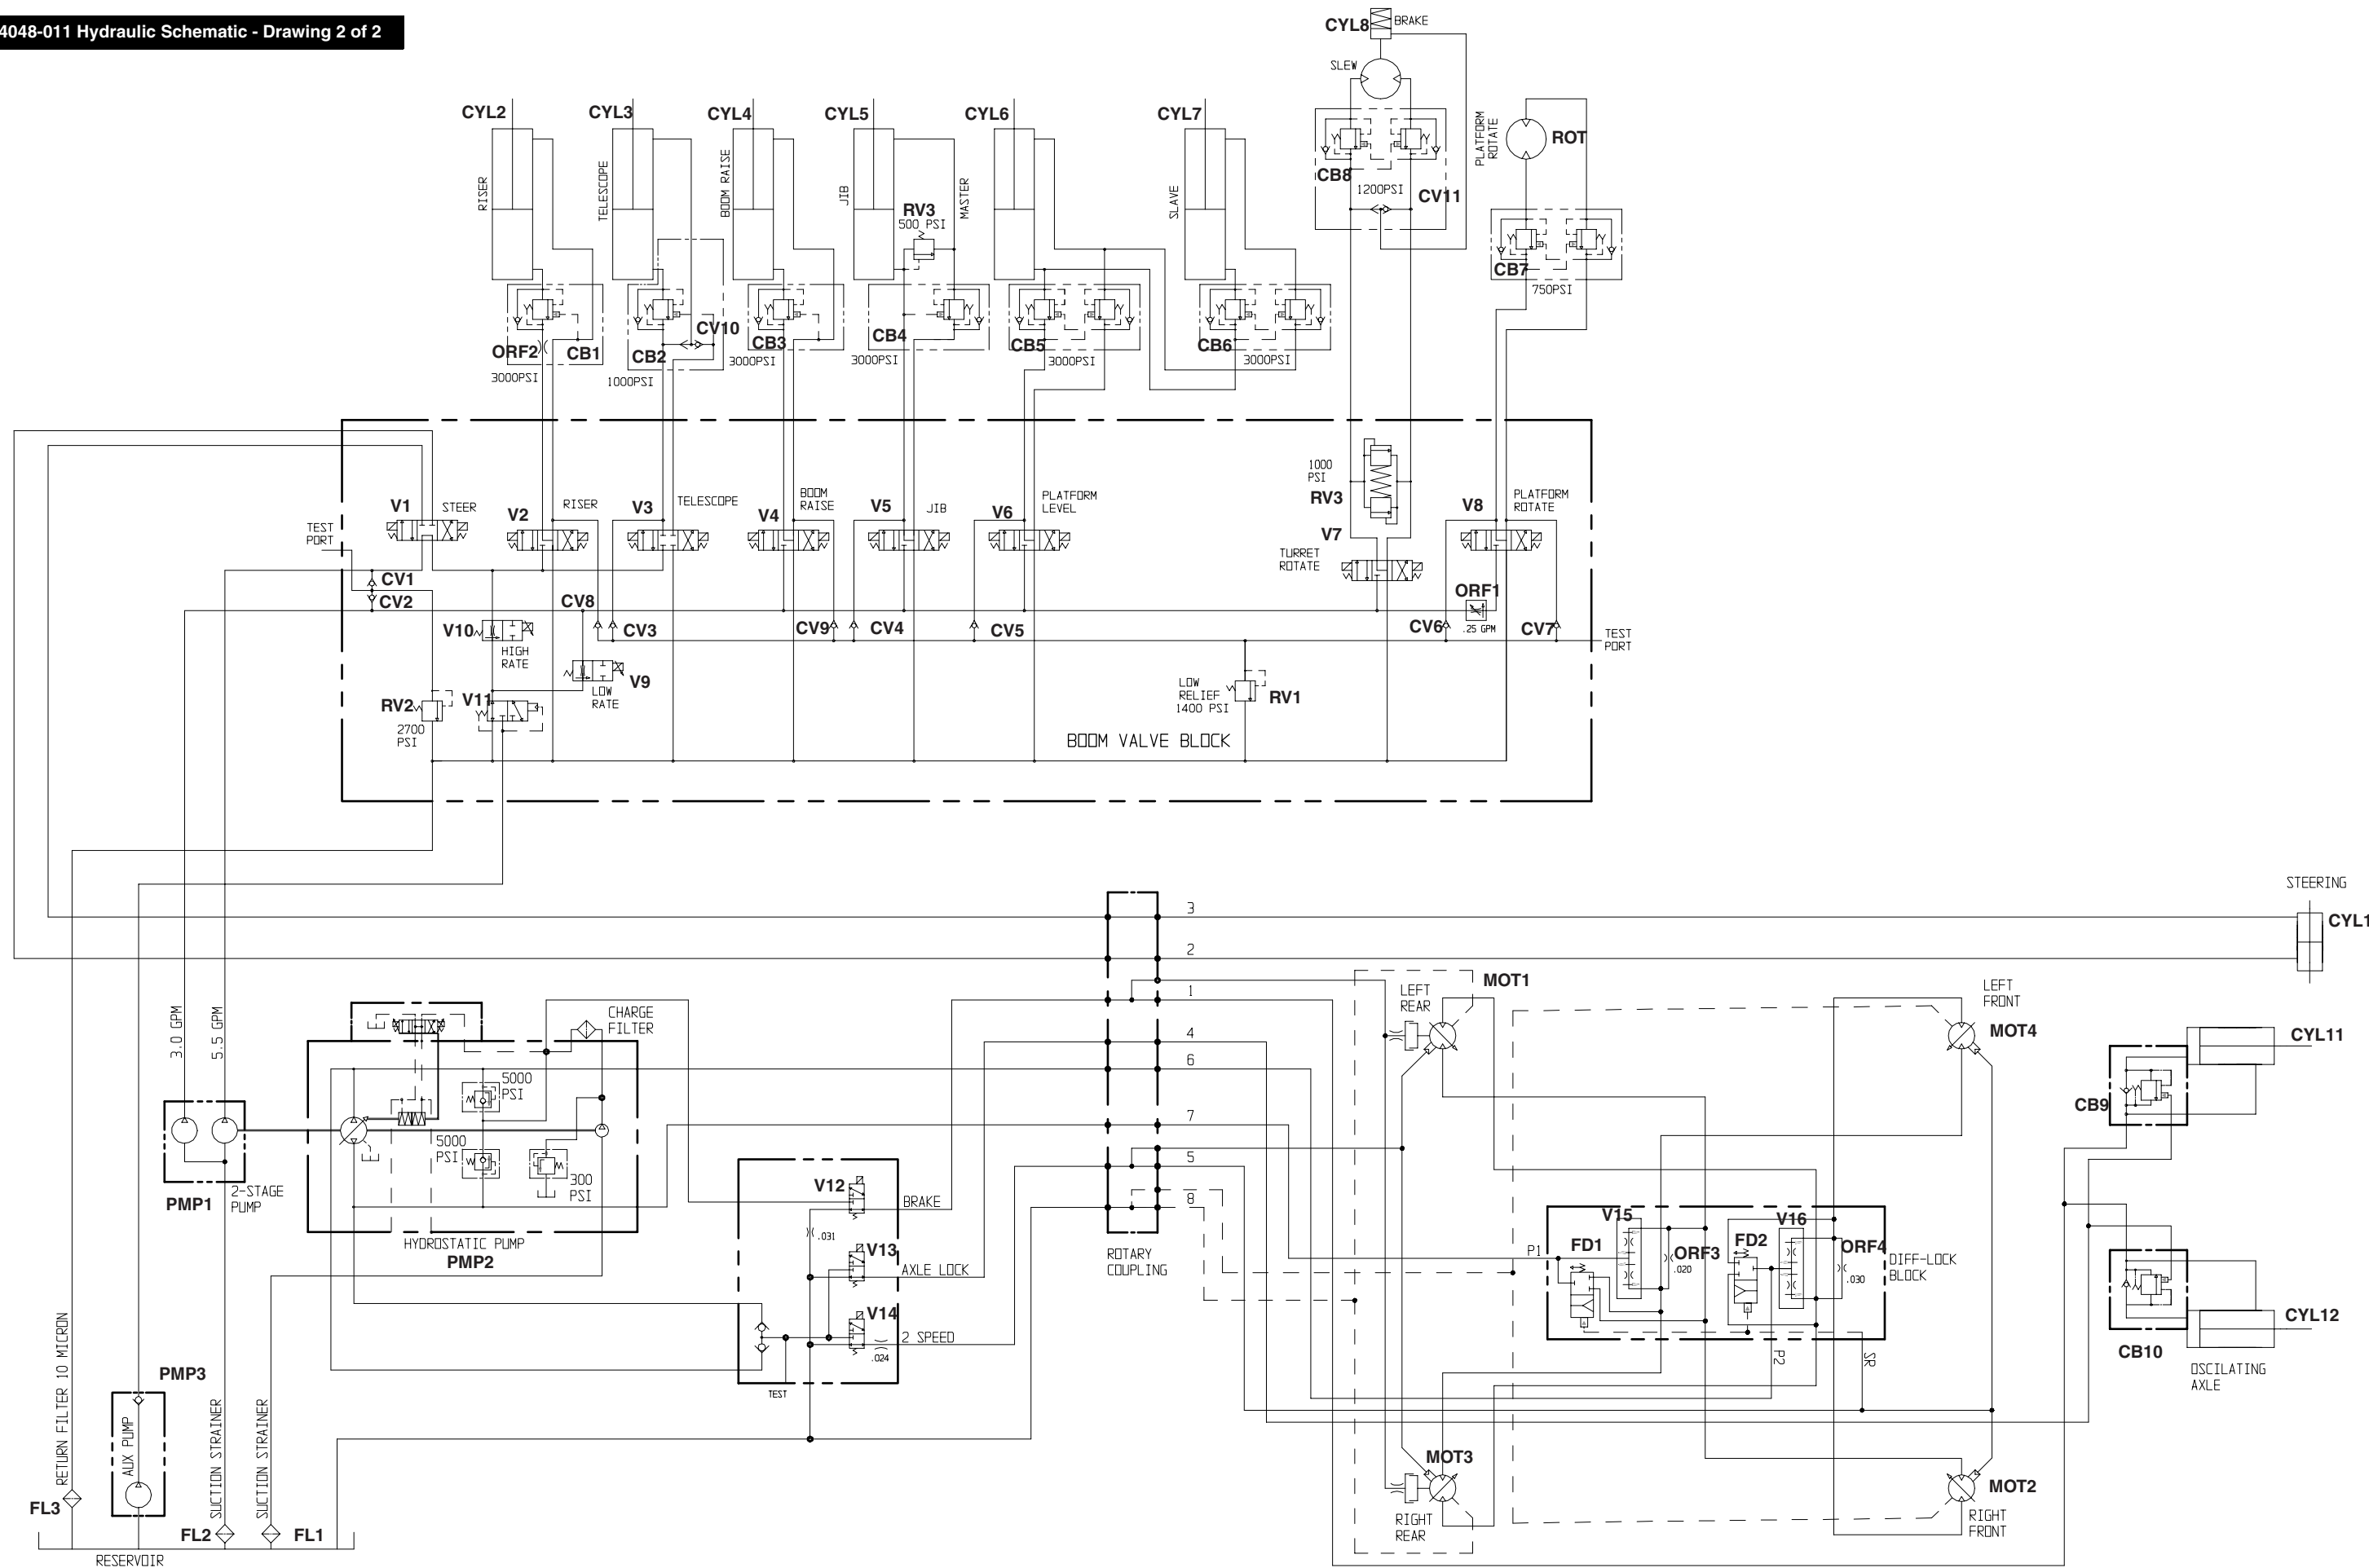 4048-011 Hydraulic Schematic - Drawing 2 of 2
CYL8
BRAKE
SLEW
CYL2
CYL3
CYL4
CYL5
CYL6
CYL7
RISER
TELESCOPE
BOOM RAISE
JIB
RV3
500 PSI
MASTER
SLAVE
CB8
1200PSI
CV11
PLATFORM
ROTATE
ROT
CB7
750PSI
ORF2
CB1
3000PSI
CB2
CV10
1000PSI
CB3
3000PSI
CB4
3000PSI
CB5
3000PSI
CB6
3000PSI
V1
STEER
V2
RISER
V3
TELESCOPE
V4
BOOM
RAISE
V5
JIB
V6
PLATFORM
LEVEL
1000
PSI
RV3
V7
TURRET
ROTATE
V8
PLATFORM
ROTATE
TEST
PORT
CV1
CV2
CV8
CV3
CV9
CV4
CV5
ORF1
.25 GPM
CV6
CV7
TEST
PORT
V10
HIGH
RATE
V9
LOW
RATE
RV2
2700
PSI
V11
LOW
RELIEF
1400 PSI
RV1
BOOM VALVE BLOCK
STEERING
CYL1
3
2
1
4
6
7
5
8
ROTARY
COUPLING
3.0 GPM
5.5 GPM
CHARGE
FILTER
5000
PSI
5000
PSI
300
PSI
PMP1
2-STAGE
PUMP
HYDROSTATIC PUMP
PMP2
V12
BRAKE
.031
V13
AXLE LOCK
V14
2 SPEED
.024
TEST
LEFT
REAR
MOT1
LEFT
FRONT
MOT4
CYL11
CB9
P1
FD1
V15
ORF3
.020
FD2
V16
ORF4
.030
DIFF-LOCK
BLOCK
P2
SR
CYL12
CB10
OSCILATING
AXLE
MOT3
RIGHT
REAR
MOT2
RIGHT
FRONT
PMP3
AUX PUMP
RETURN FILTER 10 MICRON
SUCTION STRAINER
SUCTION STRAINER
FL3
FL2
FL1
RESERVOIR